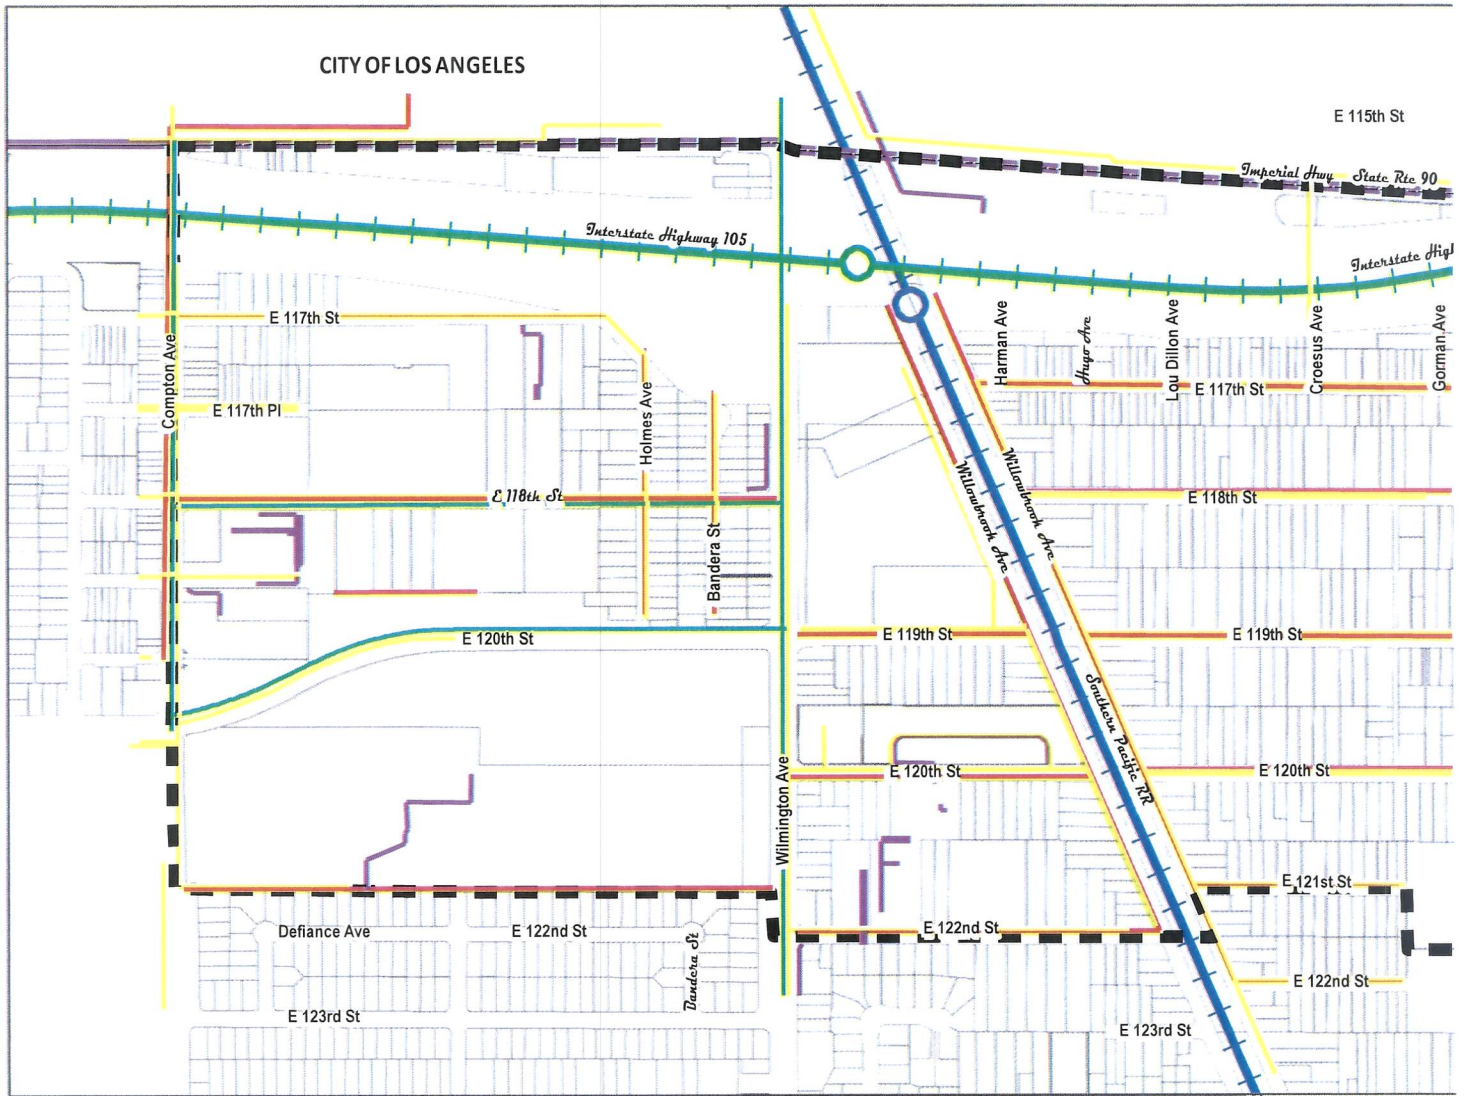 CITY OF LOS ANGELES
E 115th St
Imperial Hwy State Rte 90
Interstate Highway 105
Interstate High
E 117th St
Compton Ave
E 117th Pl
Holmes Ave
Harman Ave
Hugo Ave
Lou Dillon Ave
Croesus Ave
Gorman Ave
E 117th St
E 118th St
Bandera St
Willowbrook Ave
Willowbrook Ave
E 118th St
E 120th St
E 119th St
E 119th St
Southern Pacific RR
Wilmington Ave
E 120th St
E 120th St
E 121st St
Defiance Ave
E 122nd St
E 122nd St
Bandera St
E 122nd St
E 123rd St
E 123rd St